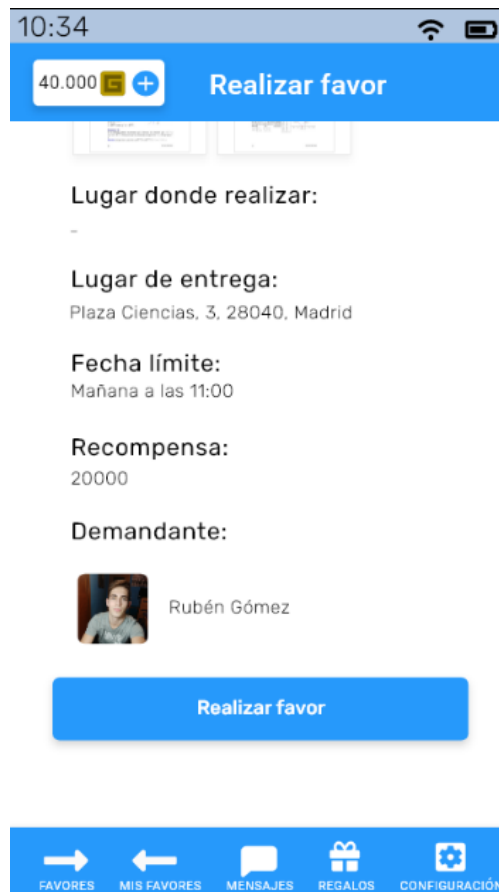 10:34
40.000 G
Realizar favor
Lugar donde realizar:
-
Lugar de entrega:
Plaza Ciencias, 3, 28040, Madrid
Fecha límite:
Mañana a las 11:00
Recompensa:
20000
Demandante:
Rubén Gómez
Realizar favor
FAVORES MIS FAVORES MENSAJES REGALOS CONFIGURACIÓN